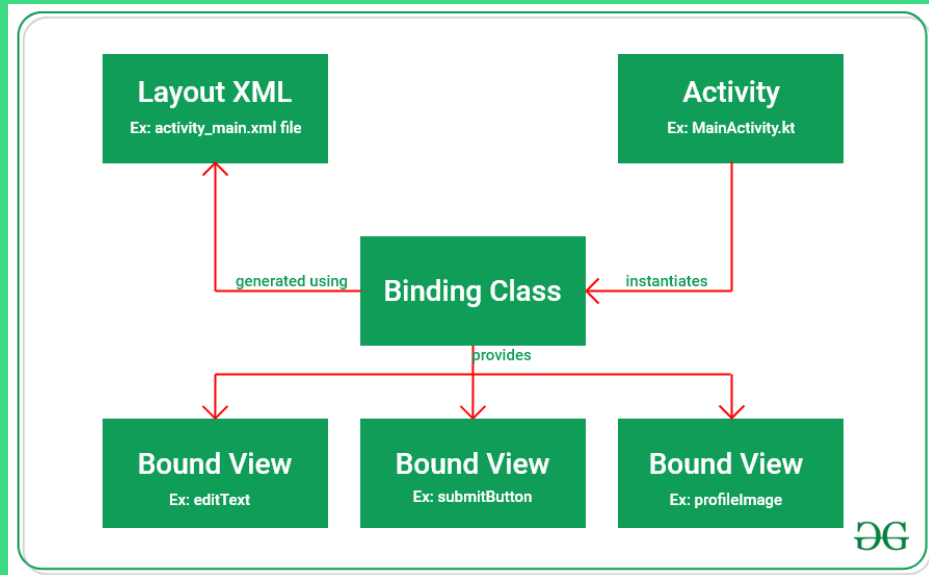 Layout XML
Ex: activity_main.xml file
Activity
Ex: MainActivity.kt
generated using
Binding Class
instantiates
provides
Bound View
Ex: editText
Bound View
Ex: submitButton
Bound View
Ex: profileImage